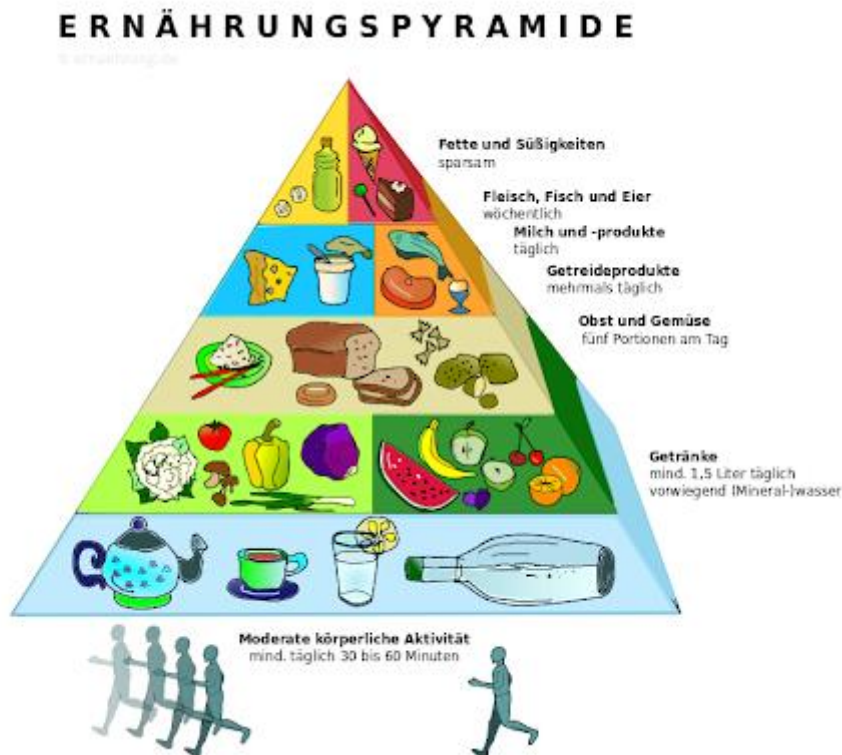 ERNÄHRUNGSPYRAMIDE
© ernaehrung.de
Fette und Süßigkeiten
sparsam
Fleisch, Fisch und Eier
wöchentlich
Milch und -produkte
täglich
Getreideprodukte
mehrmals täglich
Obst und Gemüse
fünf Portionen am Tag
Getränke
mind. 1,5 Liter täglich
vorwiegend (Mineral-)wasser
Moderate körperliche Aktivität
mind. täglich 30 bis 60 Minuten